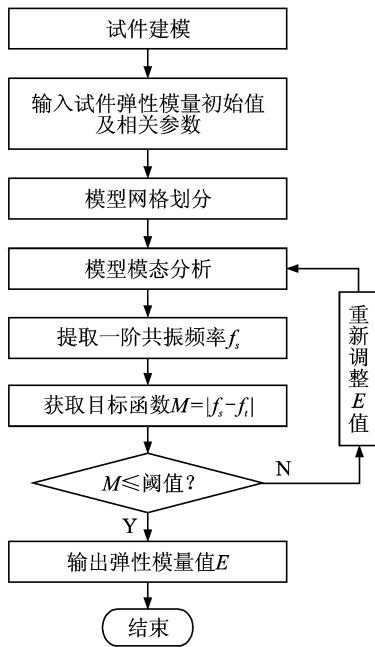 试件建模
输入试件弹性模量初始值
及相关参数
模型网格划分
模型模态分析
提取一阶共振频率fs
获取目标函数M=|fs-ft|
M≤阈值?
N
重新调整E值
Y
输出弹性模量值E
结束